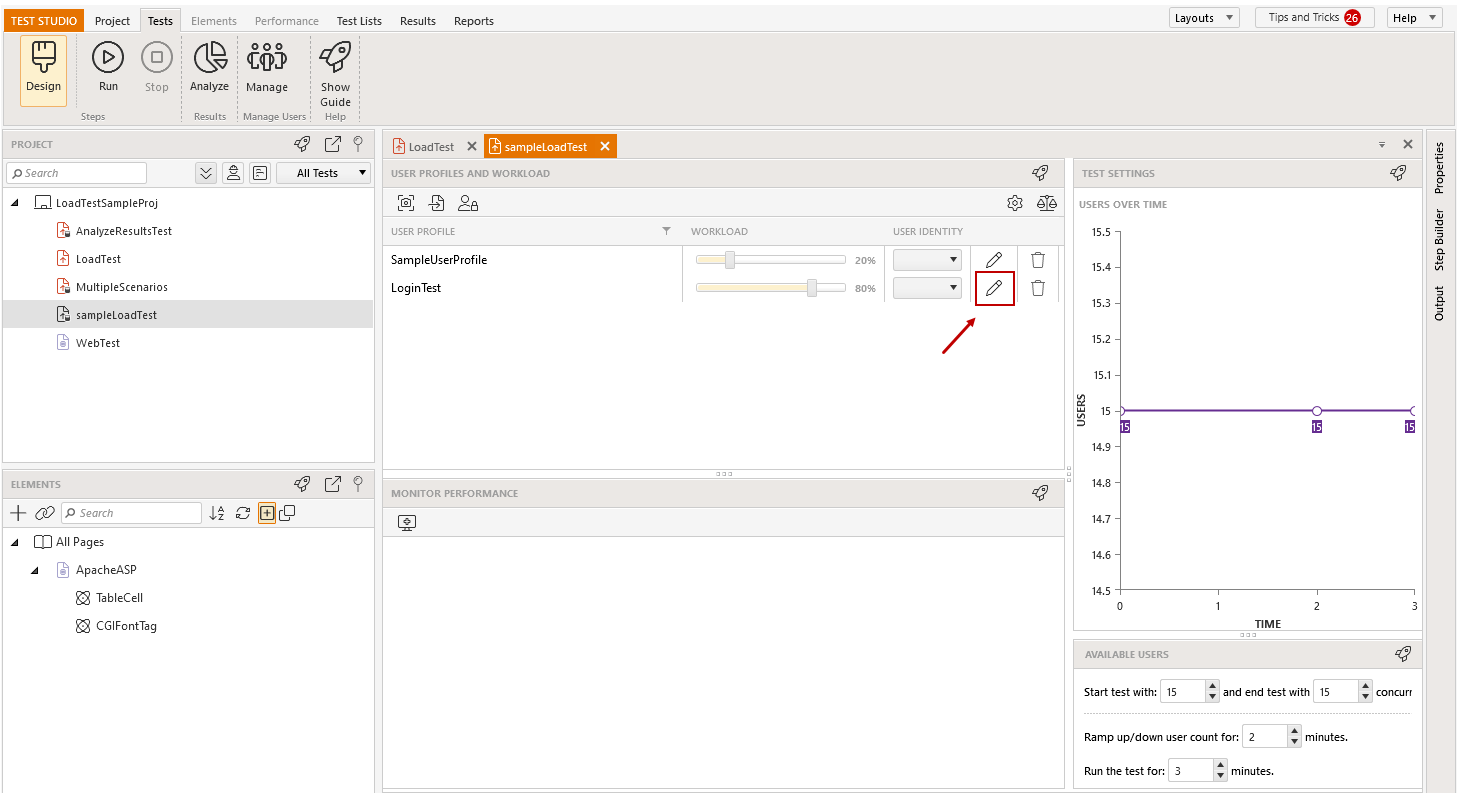 TEST STUDIO Project Tests Elements Performance Test Lists Results Reports Layouts Tips and Tricks 26 Help
Design Run Stop Analyze Manage Show Guide
Steps Results Manage Users Help
PROJECT
Search All Tests
LoadTestSampleProj
AnalyzeResultsTest
LoadTest
MultipleScenarios
sampleLoadTest
WebTest
ELEMENTS
Search
All Pages
ApacheASP
TableCell
CGIFontTag
LoadTest sampleLoadTest
USER PROFILES AND WORKLOAD
USER PROFILE WORKLOAD USER IDENTITY
SampleUserProfile 20%
LoginTest 80%
MONITOR PERFORMANCE
TEST SETTINGS
USERS OVER TIME
15.5
15.4
15.3
15.2
15.1
15
14.9
14.8
14.7
14.6
14.5
USERS
15 15 15
0 1 2 3
TIME
AVAILABLE USERS
Start test with: 15 and end test with 15 concurr
Ramp up/down user count for: 2 minutes.
Run the test for: 3 minutes.
Properties
Step Builder
Output